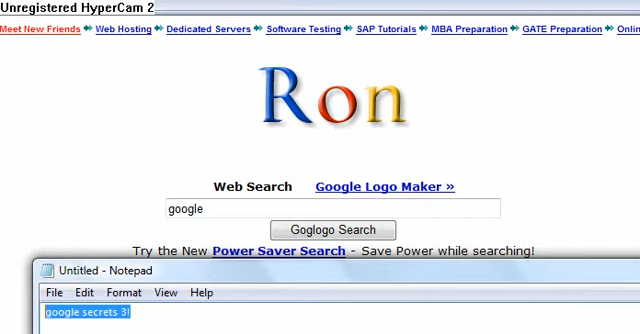 Unregistered HyperCam 2
Meet New Friends Web Hosting Dedicated Servers Software Testing SAP Tutorials MBA Preparation GATE Preparation Onlin
Ron
Web Search Google Logo Maker »
google
Goglogo Search
Try the New Power Saver Search - Save Power while searching!
Untitled - Notepad
File Edit Format View Help
google secrets 3!